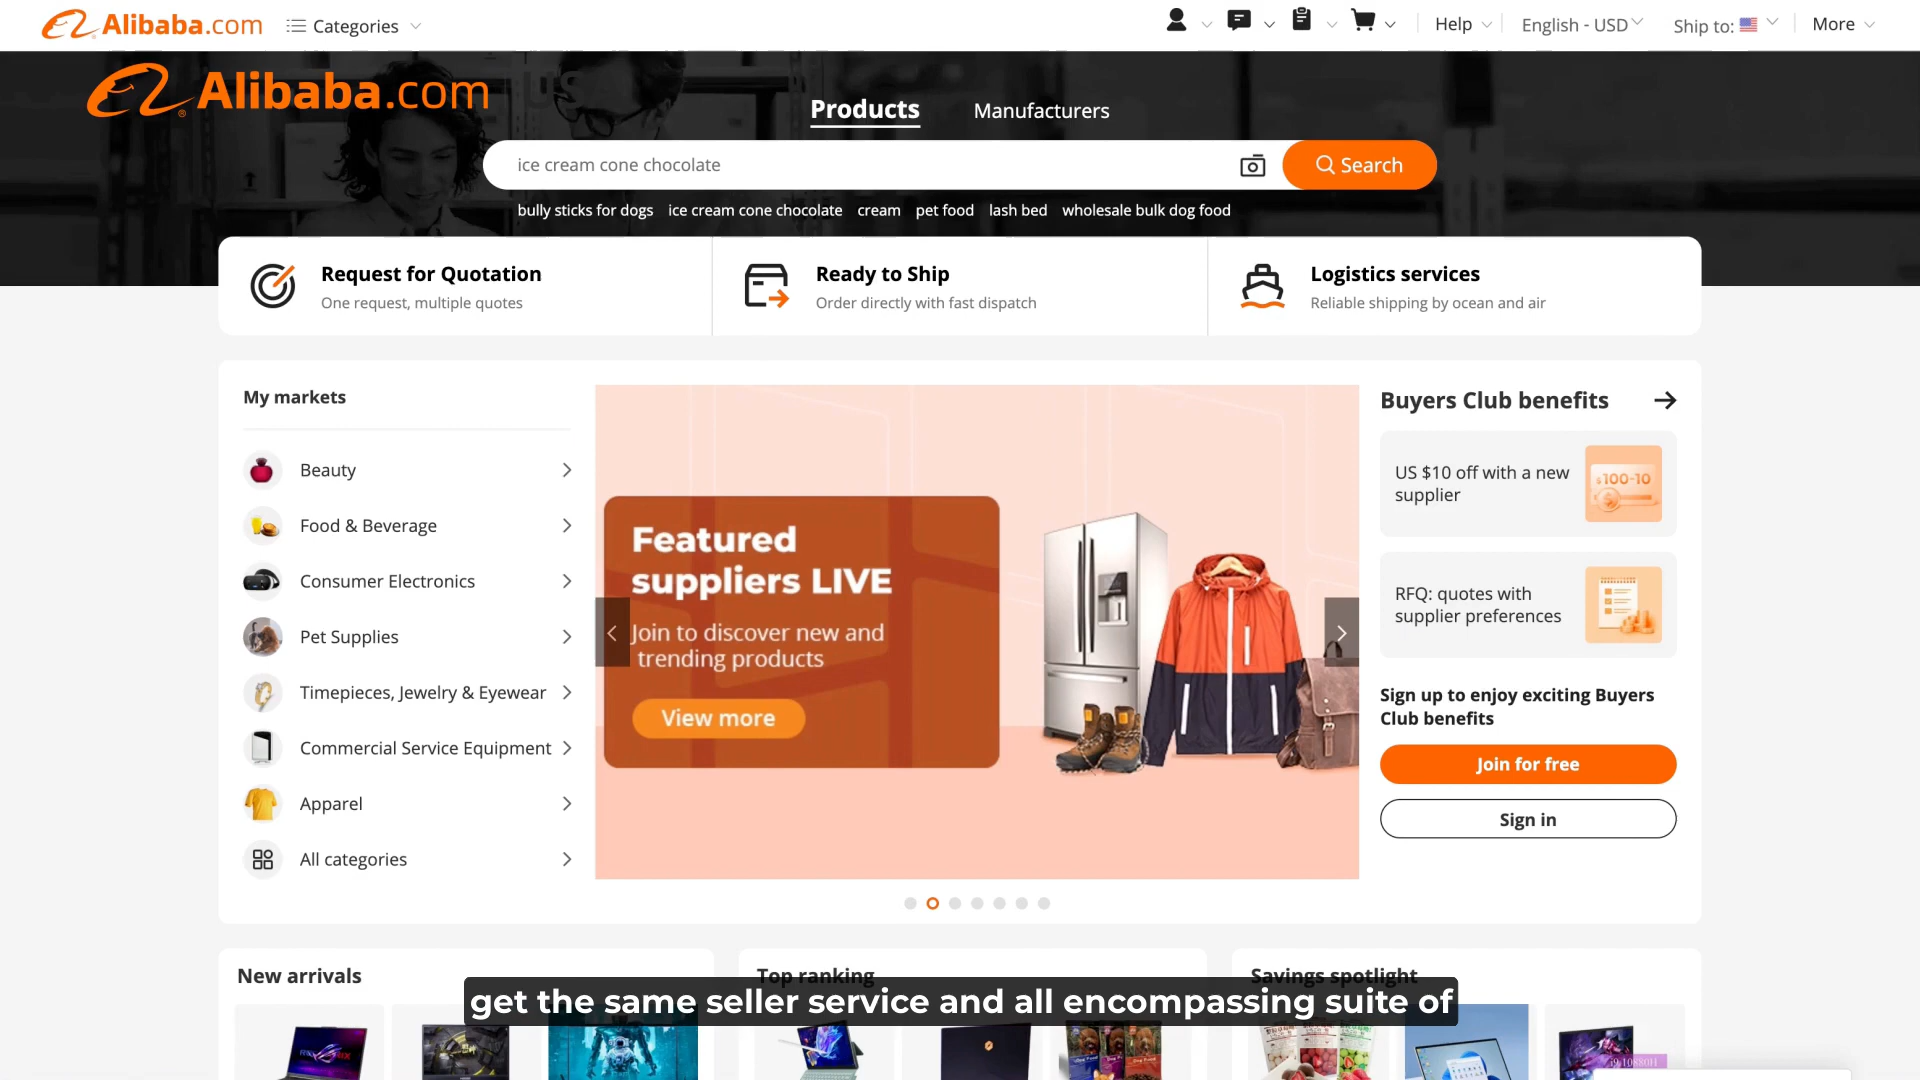 Alibaba.com
Categories
Help
English - USD
Ship to:
More
Alibaba.com
Products
Manufacturers
ice cream cone chocolate
Search
bully sticks for dogs ice cream cone chocolate cream pet food lash bed wholesale bulk dog food
Request for Quotation
One request, multiple quotes
Ready to Ship
Order directly with fast dispatch
Logistics services
Reliable shipping by ocean and air
My markets
Beauty
Food & Beverage
Consumer Electronics
Pet Supplies
Timepieces, Jewelry & Eyewear
Commercial Service Equipment
Apparel
All categories
Featured
suppliers LIVE
Join to discover new and
trending products
View more
Buyers Club benefits
US $10 off with a new
supplier
$100-10
RFQ: quotes with
supplier preferences
Sign up to enjoy exciting Buyers
Club benefits
Join for free
Sign in
New arrivals
Top ranking
Savings spotlight
get the same seller service and all encompassing suite of